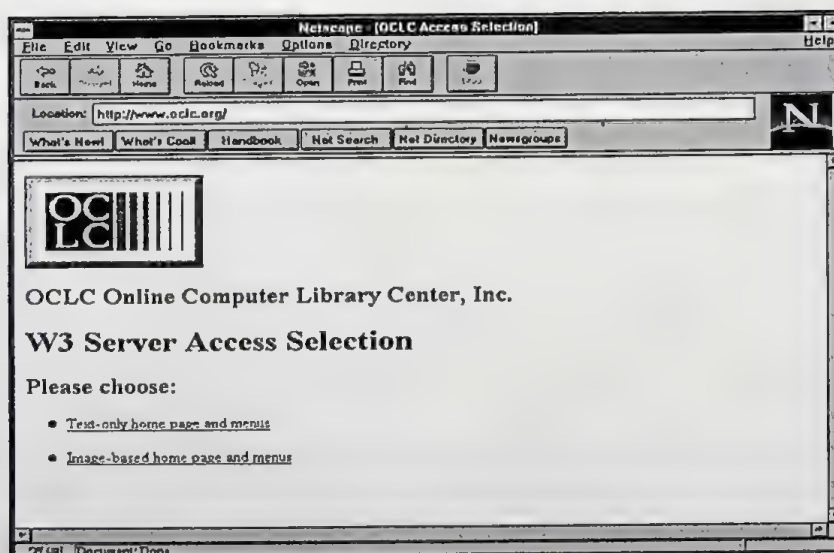 Netscape - [OCLC Access Selection]
File Edit View Go Bookmarks Options Directory Help
Back Forward Home Reload Images Open Print Find Stop
Location: http://www.oclc.org/
What's New! What's Cool! Handbook Net Search Net Directory Newsgroups
N
OC
LC
OCLC Online Computer Library Center, Inc.
W3 Server Access Selection
Please choose:
• Text-only home page and menus
• Image-based home page and menus
Document: Done